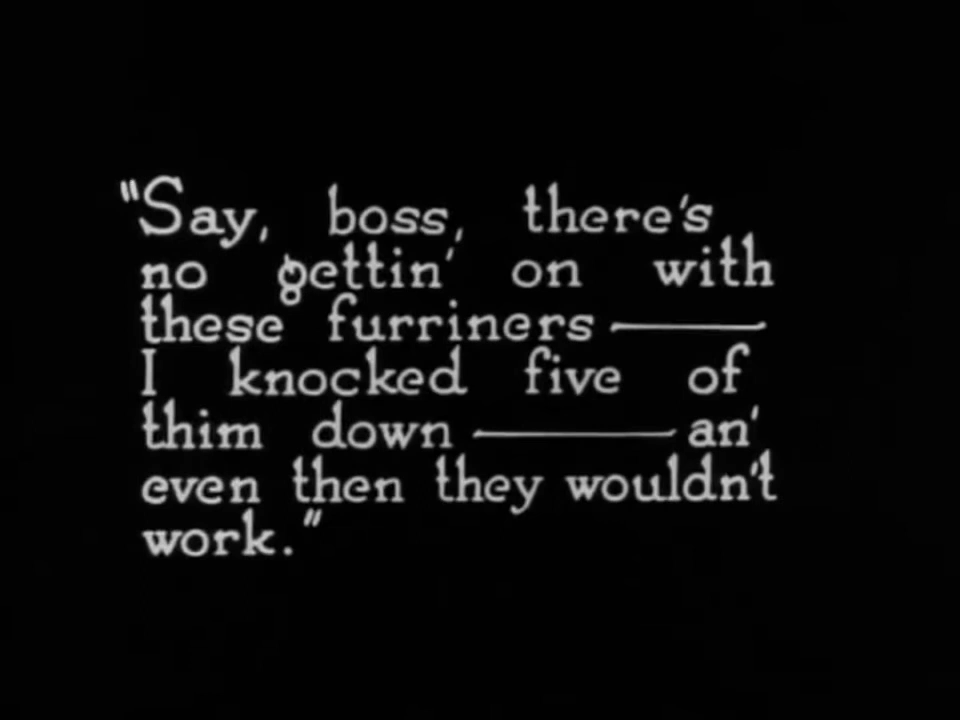 "Say, boss, there's
no gettin' on with
these furriners ——
I knocked five of
thim down —— an'
even then they wouldn't
work."